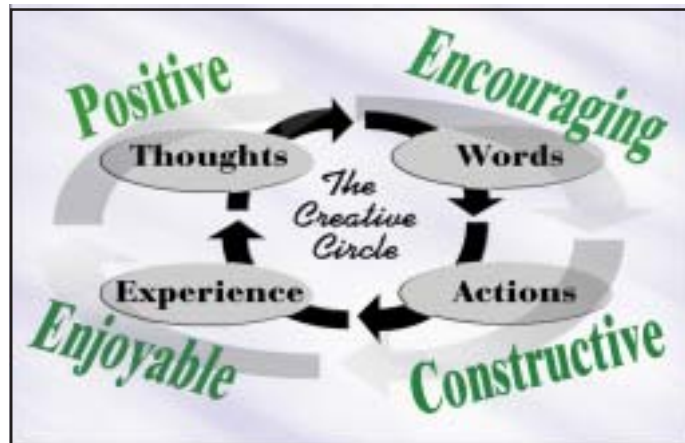 Positive
Encouraging
Thoughts
Words
The
Creative
Circle
Experience
Actions
Enjoyable
Constructive